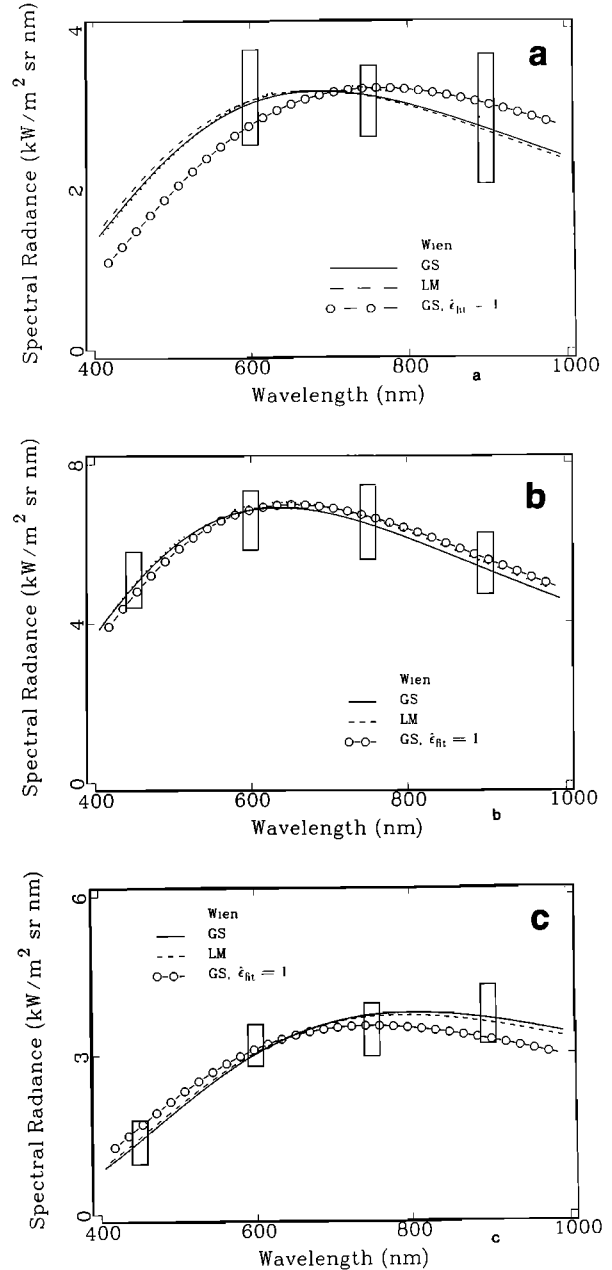 4
a
2
0
Spectral Radiance (kW/m² sr nm)
Wien
GS
LM
GS, ε̂fit - 1
400
600
800
1000
a
Wavelength (nm)
8
b
4
0
Spectral Radiance (kW/m² sr nm)
Wien
GS
LM
GS, ε̂fit = 1
400
600
800
1000
b
Wavelength (nm)
6
c
3
0
Spectral Radiance (kW/m² sr nm)
Wien
GS
LM
GS, ε̂fit = 1
400
600
800
1000
c
Wavelength (nm)